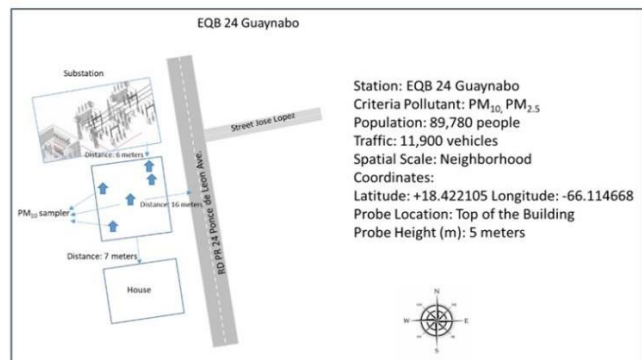 EQB 24 Guaynabo
Substation
Street Jose Lopez
Distance: 6 meters
Distance: 16 meters
PM10 sampler
RD PR 24 Ponce de Leon Ave.
Distance: 7 meters
House
Station: EQB 24 Guaynabo
Criteria Pollutant: PM10, PM2.5
Population: 89,780 people
Traffic: 11,900 vehicles
Spatial Scale: Neighborhood
Coordinates:
Latitude: +18.422105 Longitude: -66.114668
Probe Location: Top of the Building
Probe Height (m): 5 meters
N
W
E
S